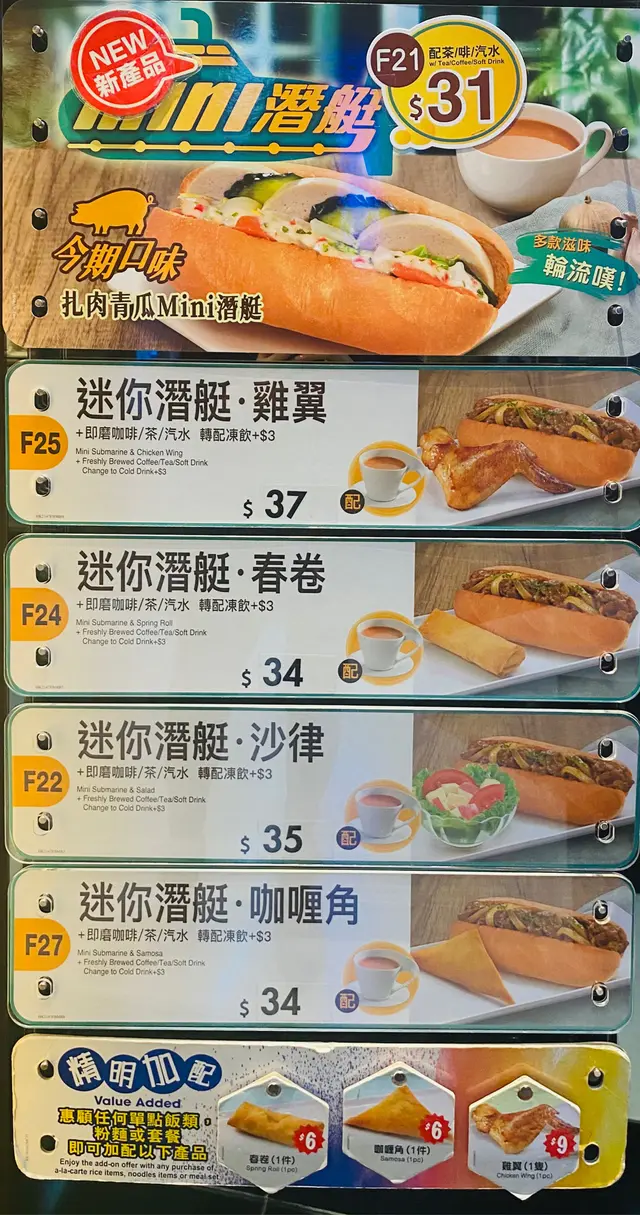 NEW
新產品
mini潛艇
F21
配茶/啡/汽水
w/ Tea/Coffee/Soft Drink
$31
今期口味
扎肉青瓜Mini潛艇
多款滋味
輪流嘆!
F25
迷你潛艇·雞翼
+即磨咖啡/茶/汽水 轉配凍飲+$3
Mini Submarine & Chicken Wing
+ Freshly Brewed Coffee/Tea/Soft Drink
Change to Cold Drink+$3
$ 37
配
F24
迷你潛艇·春卷
+即磨咖啡/茶/汽水 轉配凍飲+$3
Mini Submarine & Spring Roll
+ Freshly Brewed Coffee/Tea/Soft Drink
Change to Cold Drink+$3
$ 34
配
F22
迷你潛艇·沙律
+即磨咖啡/茶/汽水 轉配凍飲+$3
Mini Submarine & Salad
+ Freshly Brewed Coffee/Tea/Soft Drink
Change to Cold Drink+$3
$ 35
配
F27
迷你潛艇·咖喱角
+即磨咖啡/茶/汽水 轉配凍飲+$3
Mini Submarine & Samosa
+ Freshly Brewed Coffee/Tea/Soft Drink
Change to Cold Drink+$3
$ 34
配
精明加配
Value Added
惠顧任何單點飯類,
粉麵或套餐
即可加配以下產品
Enjoy the add-on offer with any purchase of
a-la-carte rice items, noodles items or meal set
$6
春卷 (1件)
Spring Roll (1pc)
$6
咖喱角 (1件)
Samosa (1pc)
$9
雞翼 (1隻)
Chicken Wing (1pc)